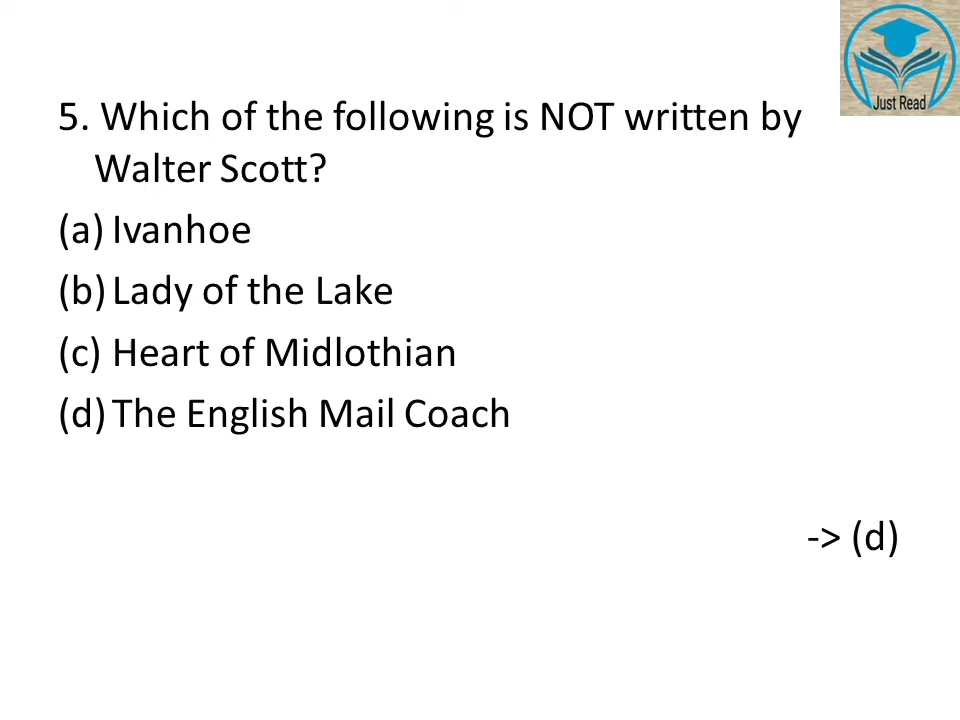 Just Read
5. Which of the following is NOT written by
Walter Scott?
(a) Ivanhoe
(b) Lady of the Lake
(c) Heart of Midlothian
(d) The English Mail Coach
-> (d)